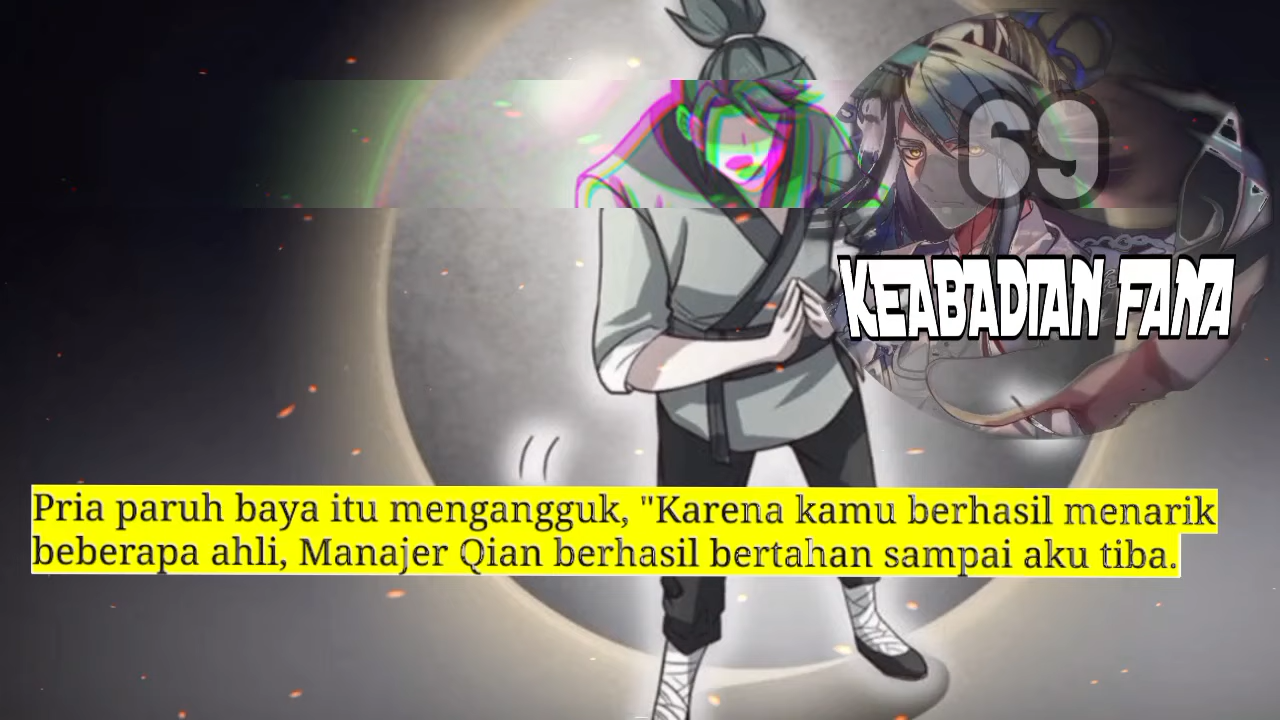 69
KEABADIAN FANA
Pria paruh baya itu mengangguk, "Karena kamu berhasil menarik
beberapa ahli, Manajer Qian berhasil bertahan sampai aku tiba.